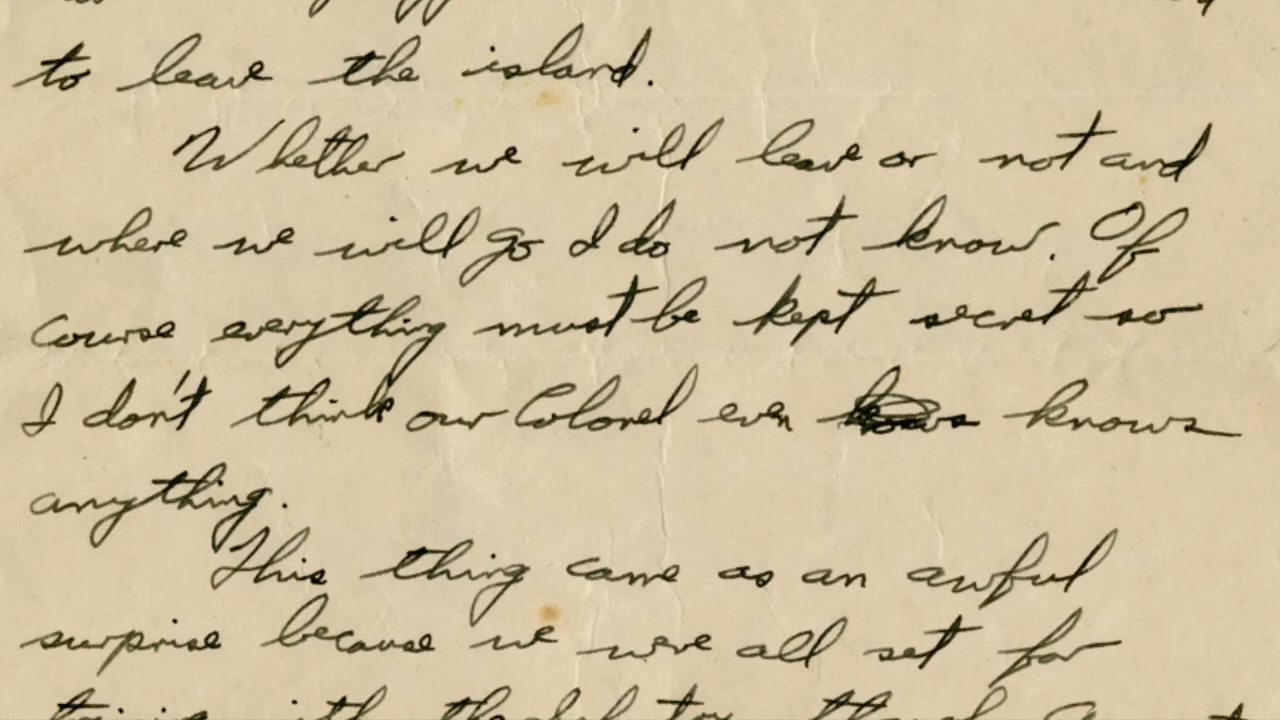 to leave the island.
Whether we will leave or not and
where we will go I do not know. Of
course everything must be kept secret so
I don't think our Colonel even knows
anything.
This thing came as an awful
surprise because we were all set for